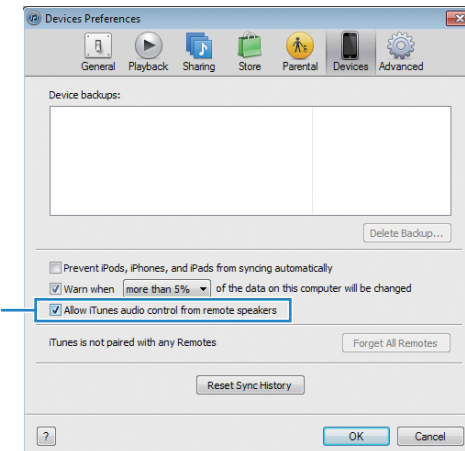 Devices Preferences
General Playback Sharing Store Parental Devices Advanced
Device backups:
Delete Backup...
Prevent iPods, iPhones, and iPads from syncing automatically
Warn when more than 5% of the data on this computer will be changed
Allow iTunes audio control from remote speakers
iTunes is not paired with any Remotes Forget All Remotes
Reset Sync History
? OK Cancel